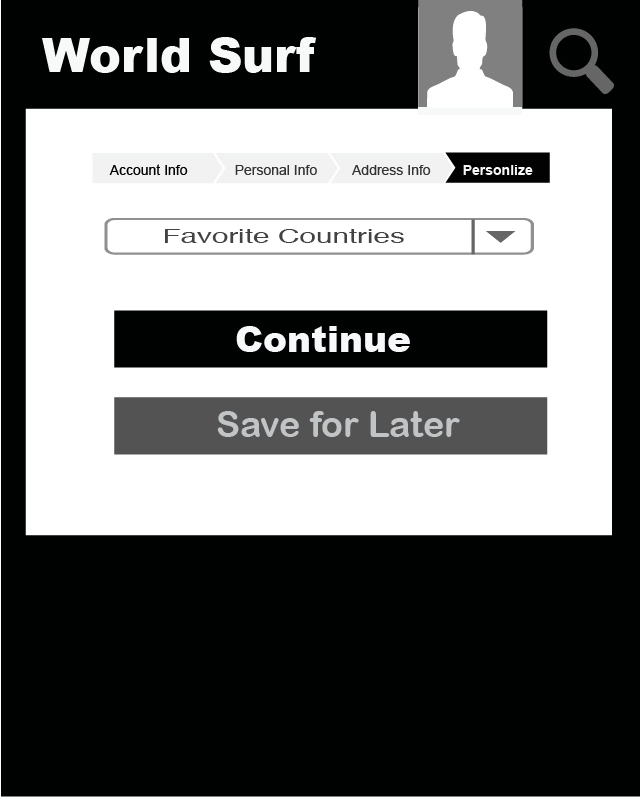 World Surf
Account Info Personal Info Address Info Personlize
Favorite Countries
Continue
Save for Later